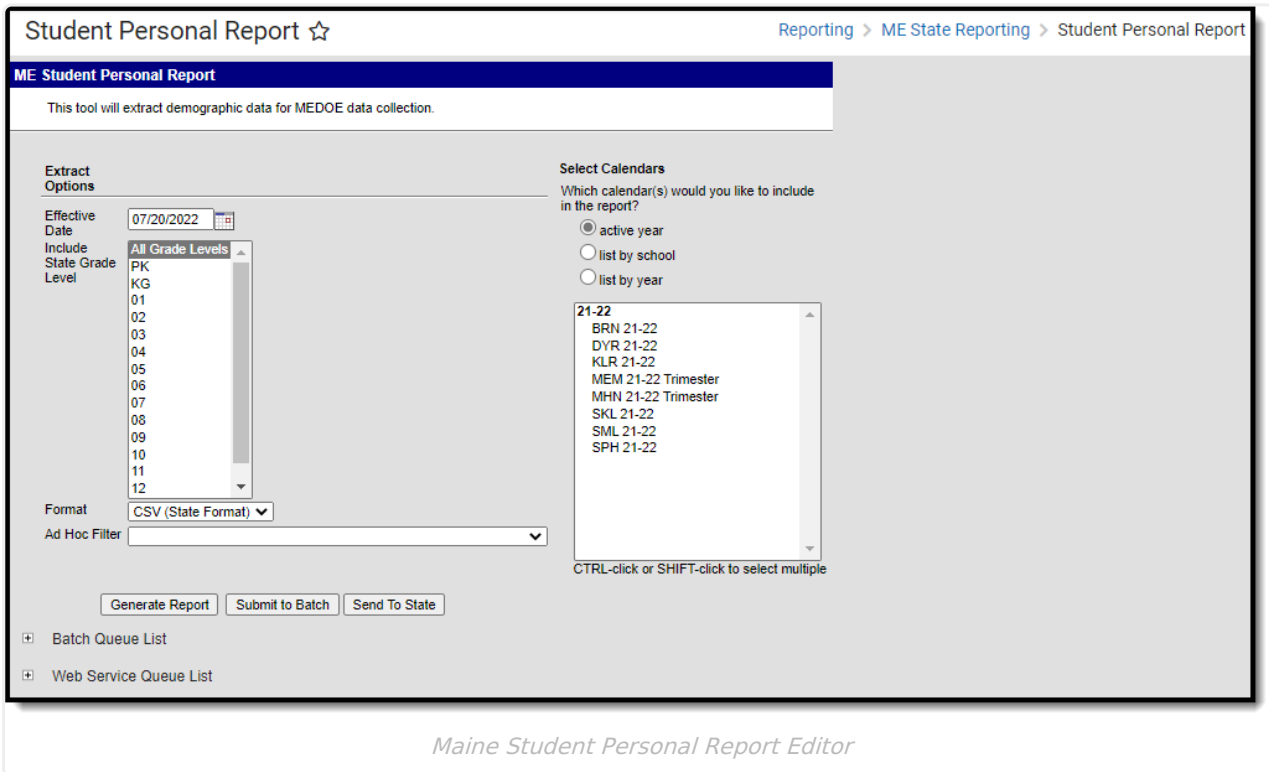 Student Personal Report
Reporting > ME State Reporting > Student Personal Report
ME Student Personal Report
This tool will extract demographic data for MEDOE data collection.
Extract
Options
Effective
Date
07/20/2022
Include
State Grade
Level
All Grade Levels
PK
KG
01
02
03
04
05
06
07
08
09
10
11
12
Format
CSV (State Format)
Ad Hoc Filter
Select Calendars
Which calendar(s) would you like to include
in the report?
active year
list by school
list by year
21-22
BRN 21-22
DYR 21-22
KLR 21-22
MEM 21-22 Trimester
MHN 21-22 Trimester
SKL 21-22
SML 21-22
SPH 21-22
CTRL-click or SHIFT-click to select multiple
Generate Report
Submit to Batch
Send To State
Batch Queue List
Web Service Queue List
Maine Student Personal Report Editor